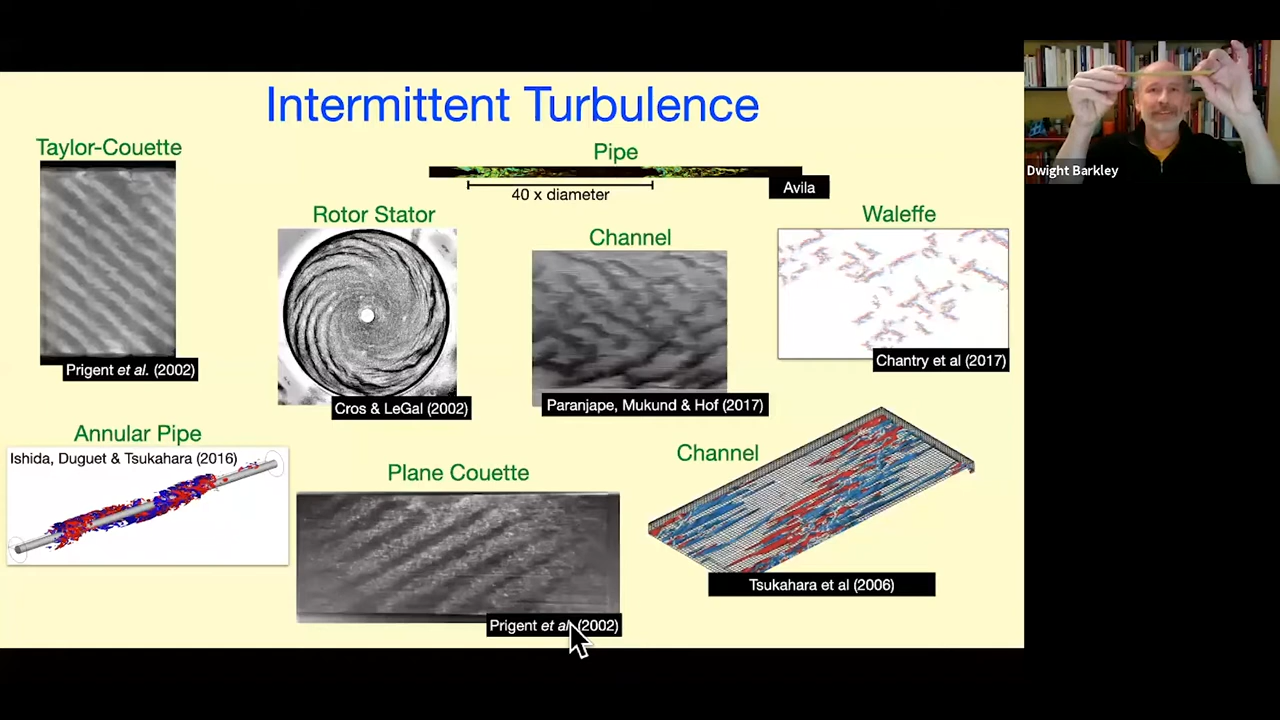 Intermittent Turbulence
Taylor-Couette
Prigent et al. (2002)
Pipe
40 x diameter
Avila
Rotor Stator
Cros & LeGal (2002)
Channel
Paranjape, Mukund & Hof (2017)
Waleffe
Chantry et al (2017)
Annular Pipe
Ishida, Duguet & Tsukahara (2016)
Plane Couette
Prigent et al. (2002)
Channel
Tsukahara et al (2006)
Dwight Barkley